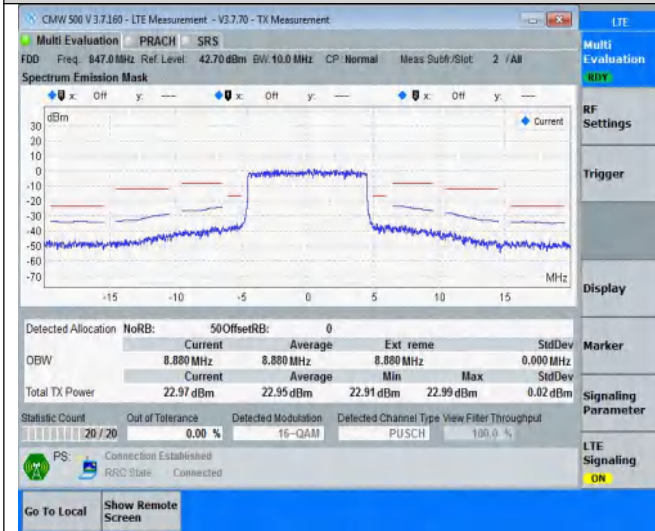 CMW 500 V 3.7.160 - LTE Measurement - V3.7.70 - TX Measurement
LTE
Multi Evaluation PRACH SRS
Multi Evaluation
RDY
FDD Freq. 847.0 MHz Ref. Level: 42.70 dBm BW: 10.0 MHz CP: Normal Meas Subfr./Slot: 2 / All
Spectrum Emission Mask
x: Off y: --- x: Off y: --- x: Off y: ---
RF Settings
dBm
Current
30
20
10
0
-10
-20
-30
-40
-50
-60
-70
MHz
-15 -10 -5 0 5 10 15
Trigger
Display
Detected Allocation NoRB: 50 OffsetRB: 0
Current Average Ext reme StdDev
OBW 8.880 MHz 8.880 MHz 8.880 MHz 0.000 MHz
Current Average Min Max StdDev
Total TX Power 22.97 dBm 22.95 dBm 22.91 dBm 22.99 dBm 0.02 dBm
Marker
Signaling Parameter
Statistic Count Out of Tolerance Detected Modulation Detected Channel Type View Filter Throughput
20 / 20 0.00 % 16-QAM PUSCH 100.0 %
PS: Connection Established
RRC State Connected
LTE Signaling
ON
Go To Local
Show Remote Screen